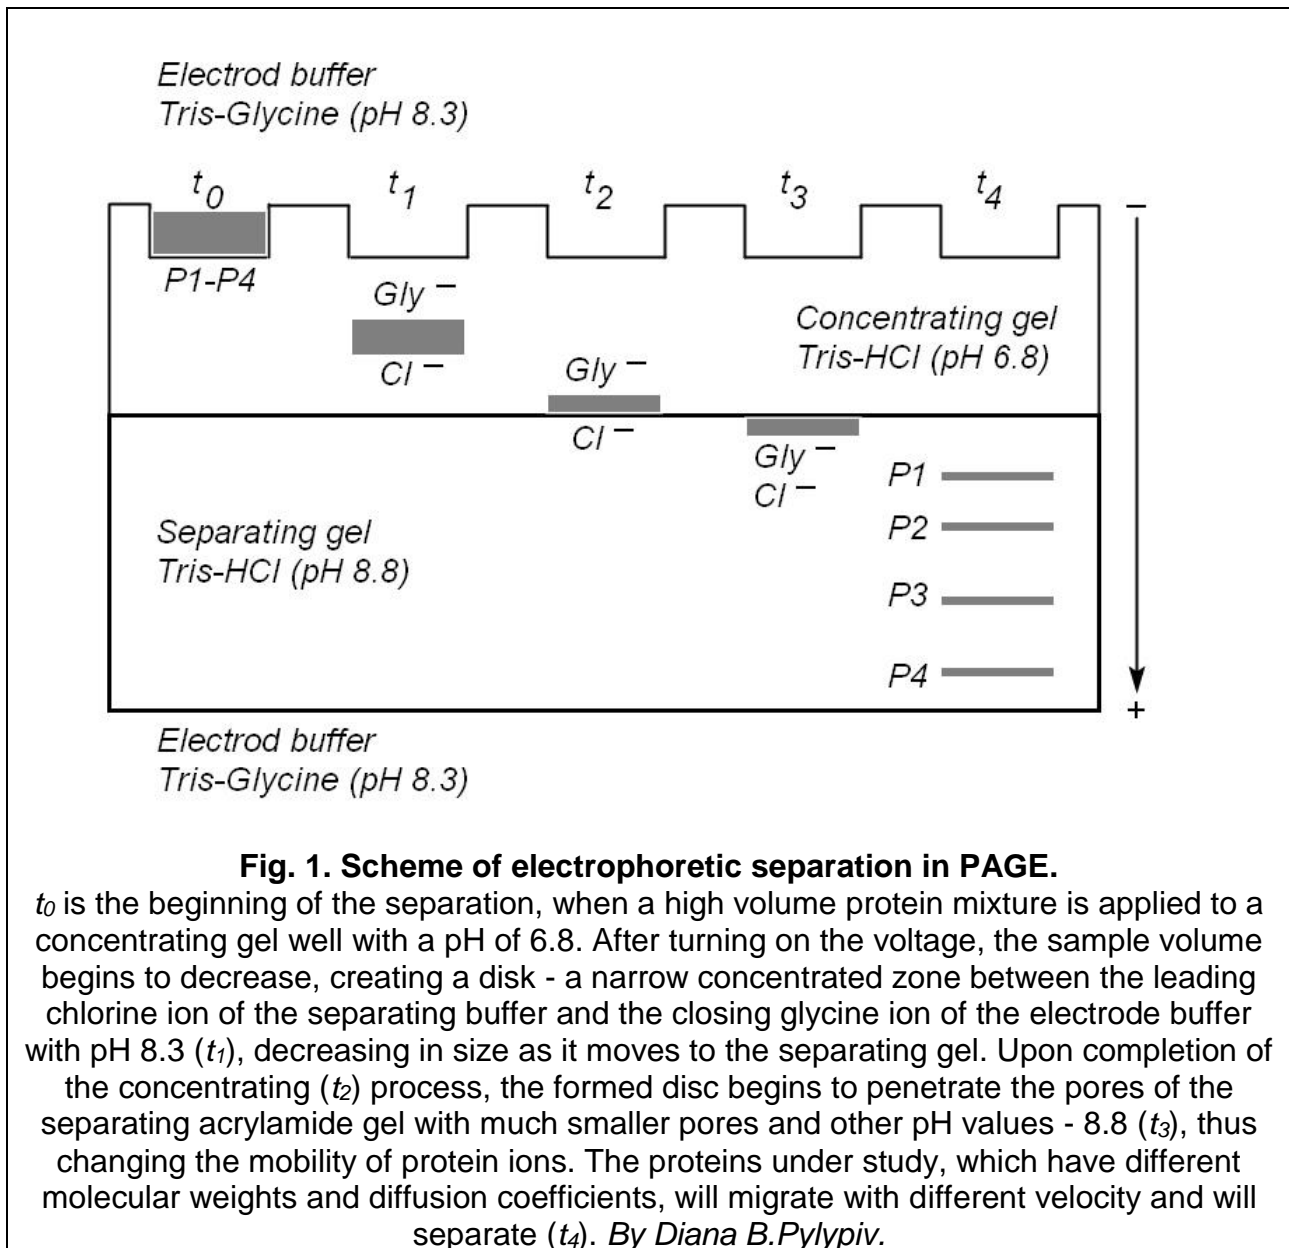 Electrod buffer
Tris-Glycine (pH 8.3)
t0 t1 t2 t3 t4
−
P1-P4
Gly −
Cl −
Concentrating gel
Tris-HCl (pH 6.8)
Gly −
Cl −
Gly −
Cl −
P1
P2
P3
P4
Separating gel
Tris-HCl (pH 8.8)
+
Electrod buffer
Tris-Glycine (pH 8.3)
Fig. 1. Scheme of electrophoretic separation in PAGE.
t0 is the beginning of the separation, when a high volume protein mixture is applied to a
concentrating gel well with a pH of 6.8. After turning on the voltage, the sample volume
begins to decrease, creating a disk - a narrow concentrated zone between the leading
chlorine ion of the separating buffer and the closing glycine ion of the electrode buffer
with pH 8.3 (t1), decreasing in size as it moves to the separating gel. Upon completion of
the concentrating (t2) process, the formed disc begins to penetrate the pores of the
separating acrylamide gel with much smaller pores and other pH values - 8.8 (t3), thus
changing the mobility of protein ions. The proteins under study, which have different
molecular weights and diffusion coefficients, will migrate with different velocity and will
separate (t4). By Diana B.Pylypiv.